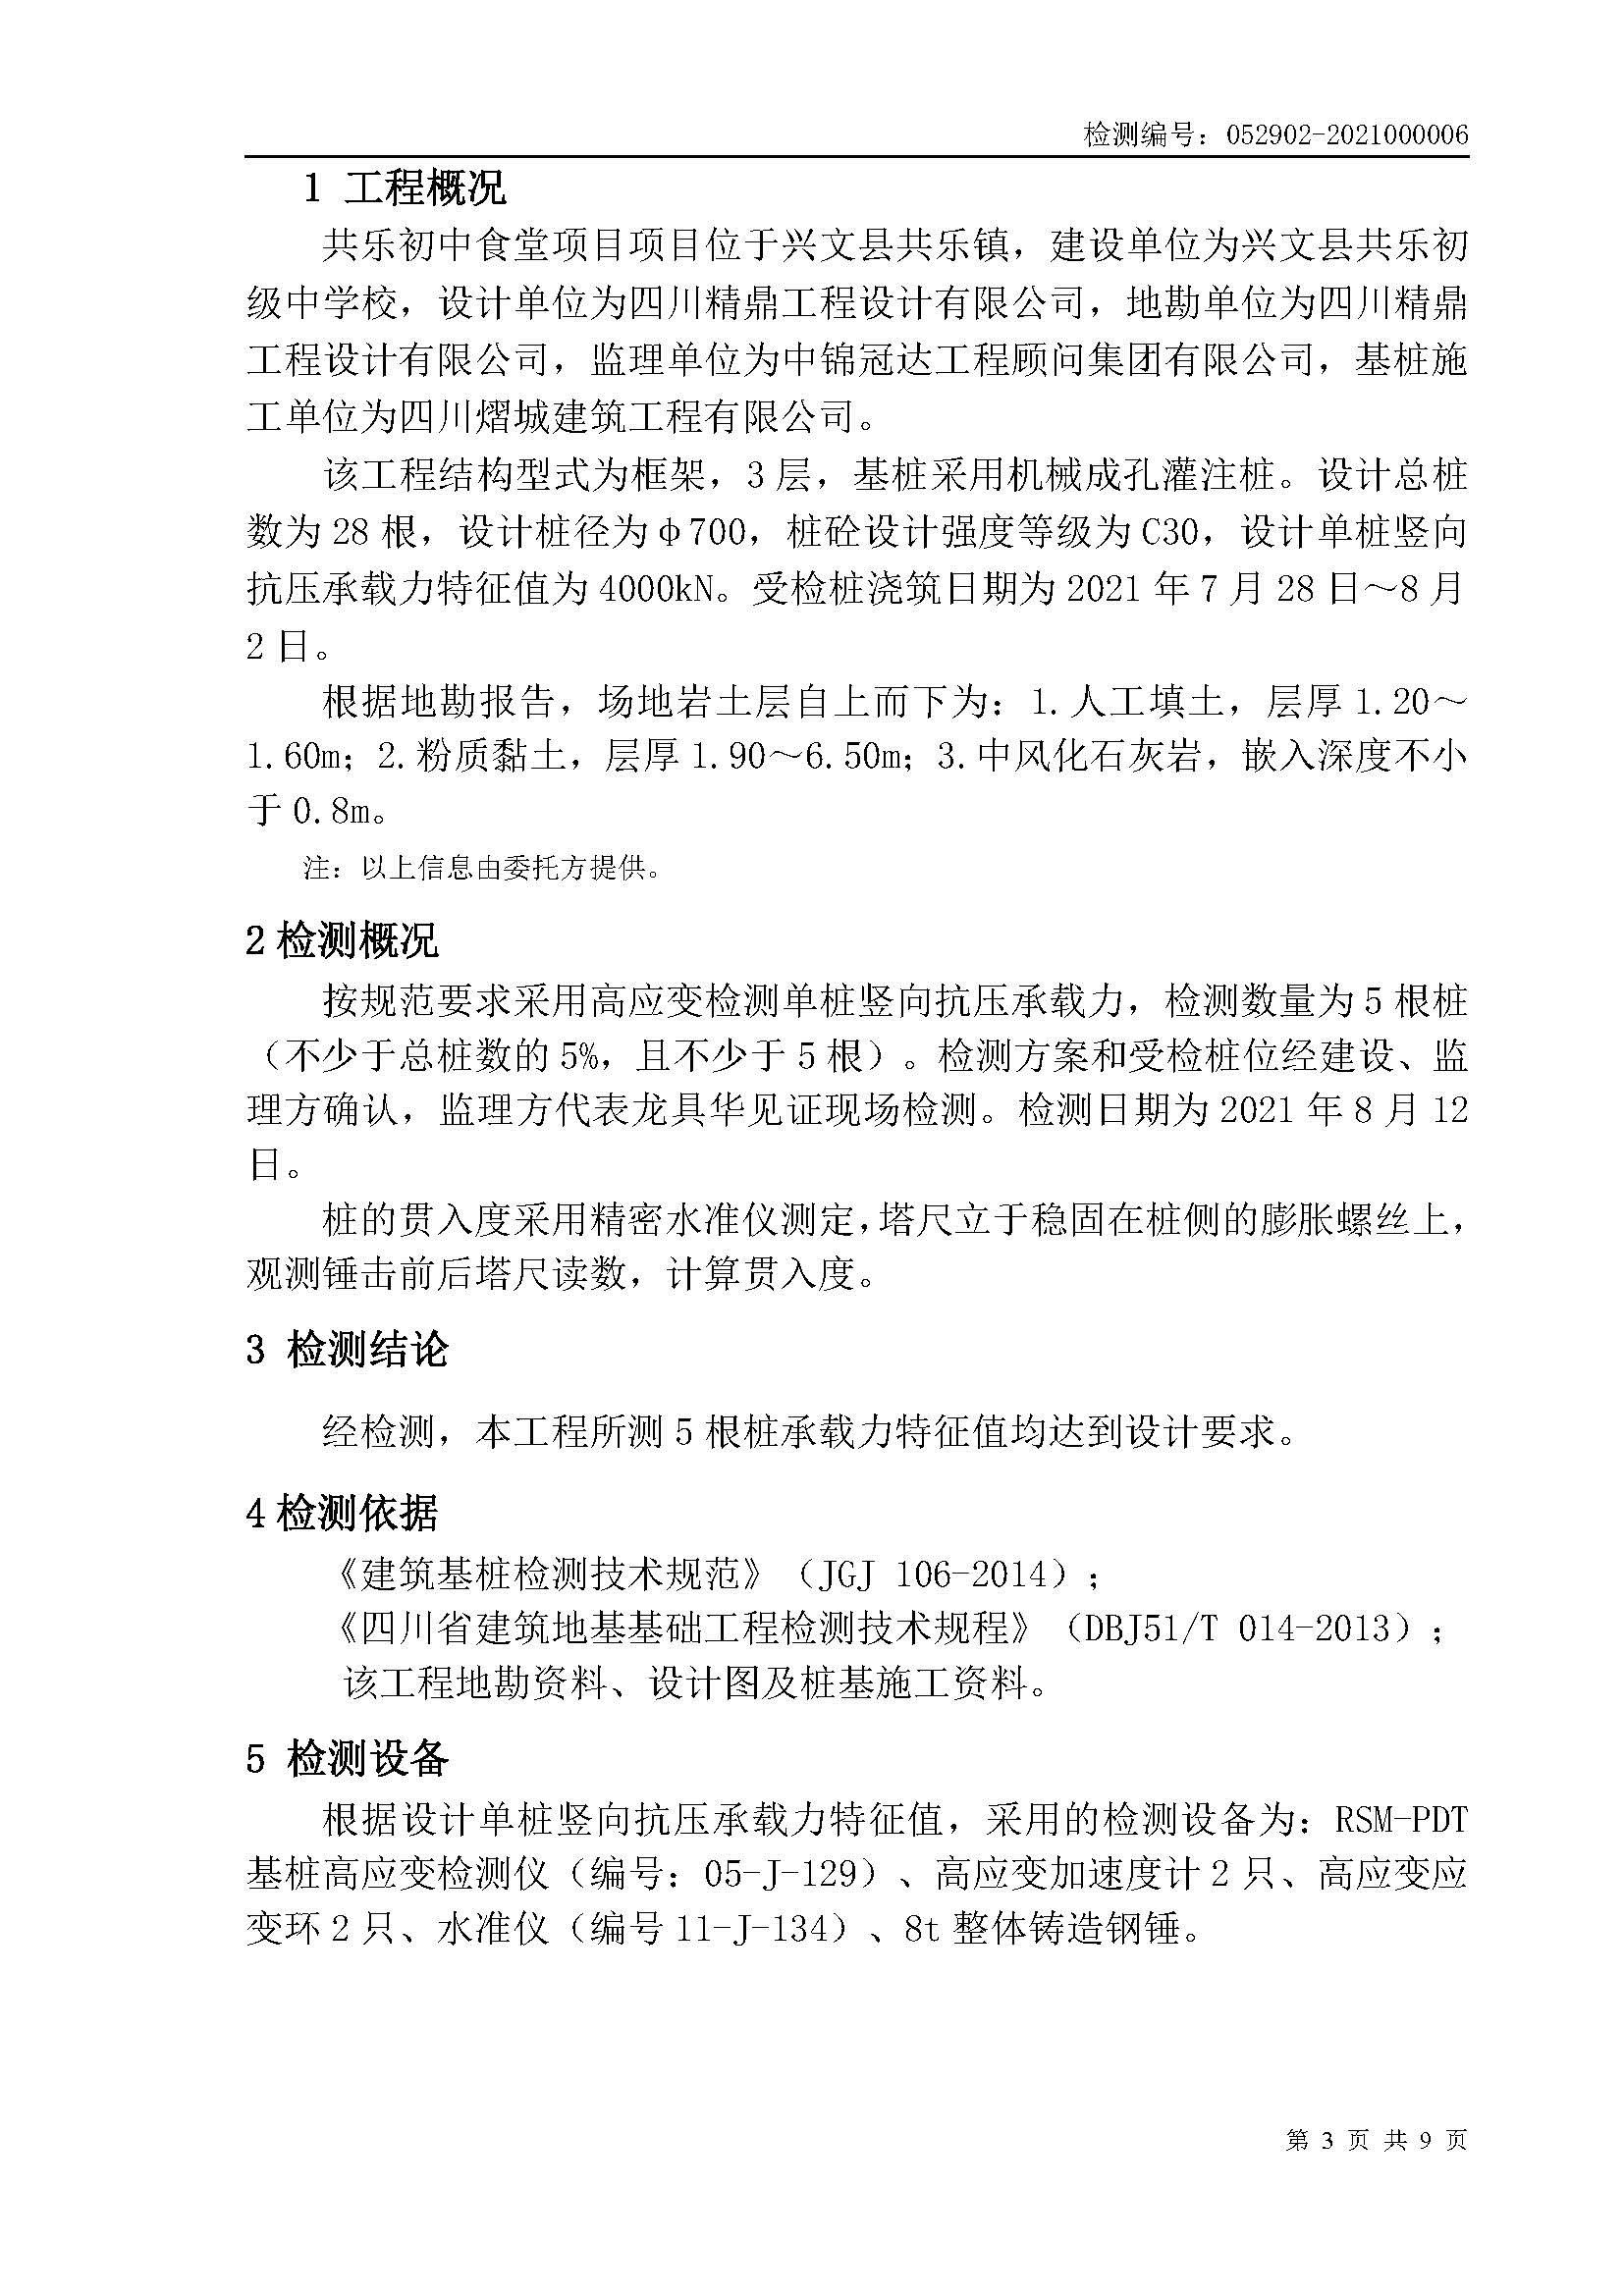 检测编号：052902-2021000006
1 工程概况
共乐初中食堂项目项目位于兴文县共乐镇，建设单位为兴文县共乐初
级中学校，设计单位为四川精鼎工程设计有限公司，地勘单位为四川精鼎
工程设计有限公司，监理单位为中锦冠达工程顾问集团有限公司，基桩施
工单位为四川熠城建筑工程有限公司。
该工程结构型式为框架，3 层，基桩采用机械成孔灌注桩。设计总桩
数为 28 根，设计桩径为φ700，桩砼设计强度等级为 C30，设计单桩竖向
抗压承载力特征值为 4000kN。受检桩浇筑日期为 2021 年 7 月 28 日～8 月
2 日。
根据地勘报告，场地岩土层自上而下为：1.人工填土，层厚 1.20～
1.60m；2.粉质黏土，层厚 1.90～6.50m；3.中风化石灰岩，嵌入深度不小
于 0.8m。
注：以上信息由委托方提供。
2 检测概况
按规范要求采用高应变检测单桩竖向抗压承载力，检测数量为 5 根桩
（不少于总桩数的 5%，且不少于 5 根）。检测方案和受检桩位经建设、监
理方确认，监理方代表龙具华见证现场检测。检测日期为 2021 年 8 月 12
日。
桩的贯入度采用精密水准仪测定，塔尺立于稳固在桩侧的膨胀螺丝上，
观测锤击前后塔尺读数，计算贯入度。
3 检测结论
经检测，本工程所测 5 根桩承载力特征值均达到设计要求。
4 检测依据
《建筑基桩检测技术规范》（JGJ 106-2014）；
《四川省建筑地基基础工程检测技术规程》（DBJ51/T 014-2013）；
该工程地勘资料、设计图及桩基施工资料。
5 检测设备
根据设计单桩竖向抗压承载力特征值，采用的检测设备为：RSM-PDT
基桩高应变检测仪（编号：05-J-129）、高应变加速度计 2 只、高应变应
变环 2 只、水准仪（编号 11-J-134）、8t 整体铸造钢锤。
第 3 页 共 9 页